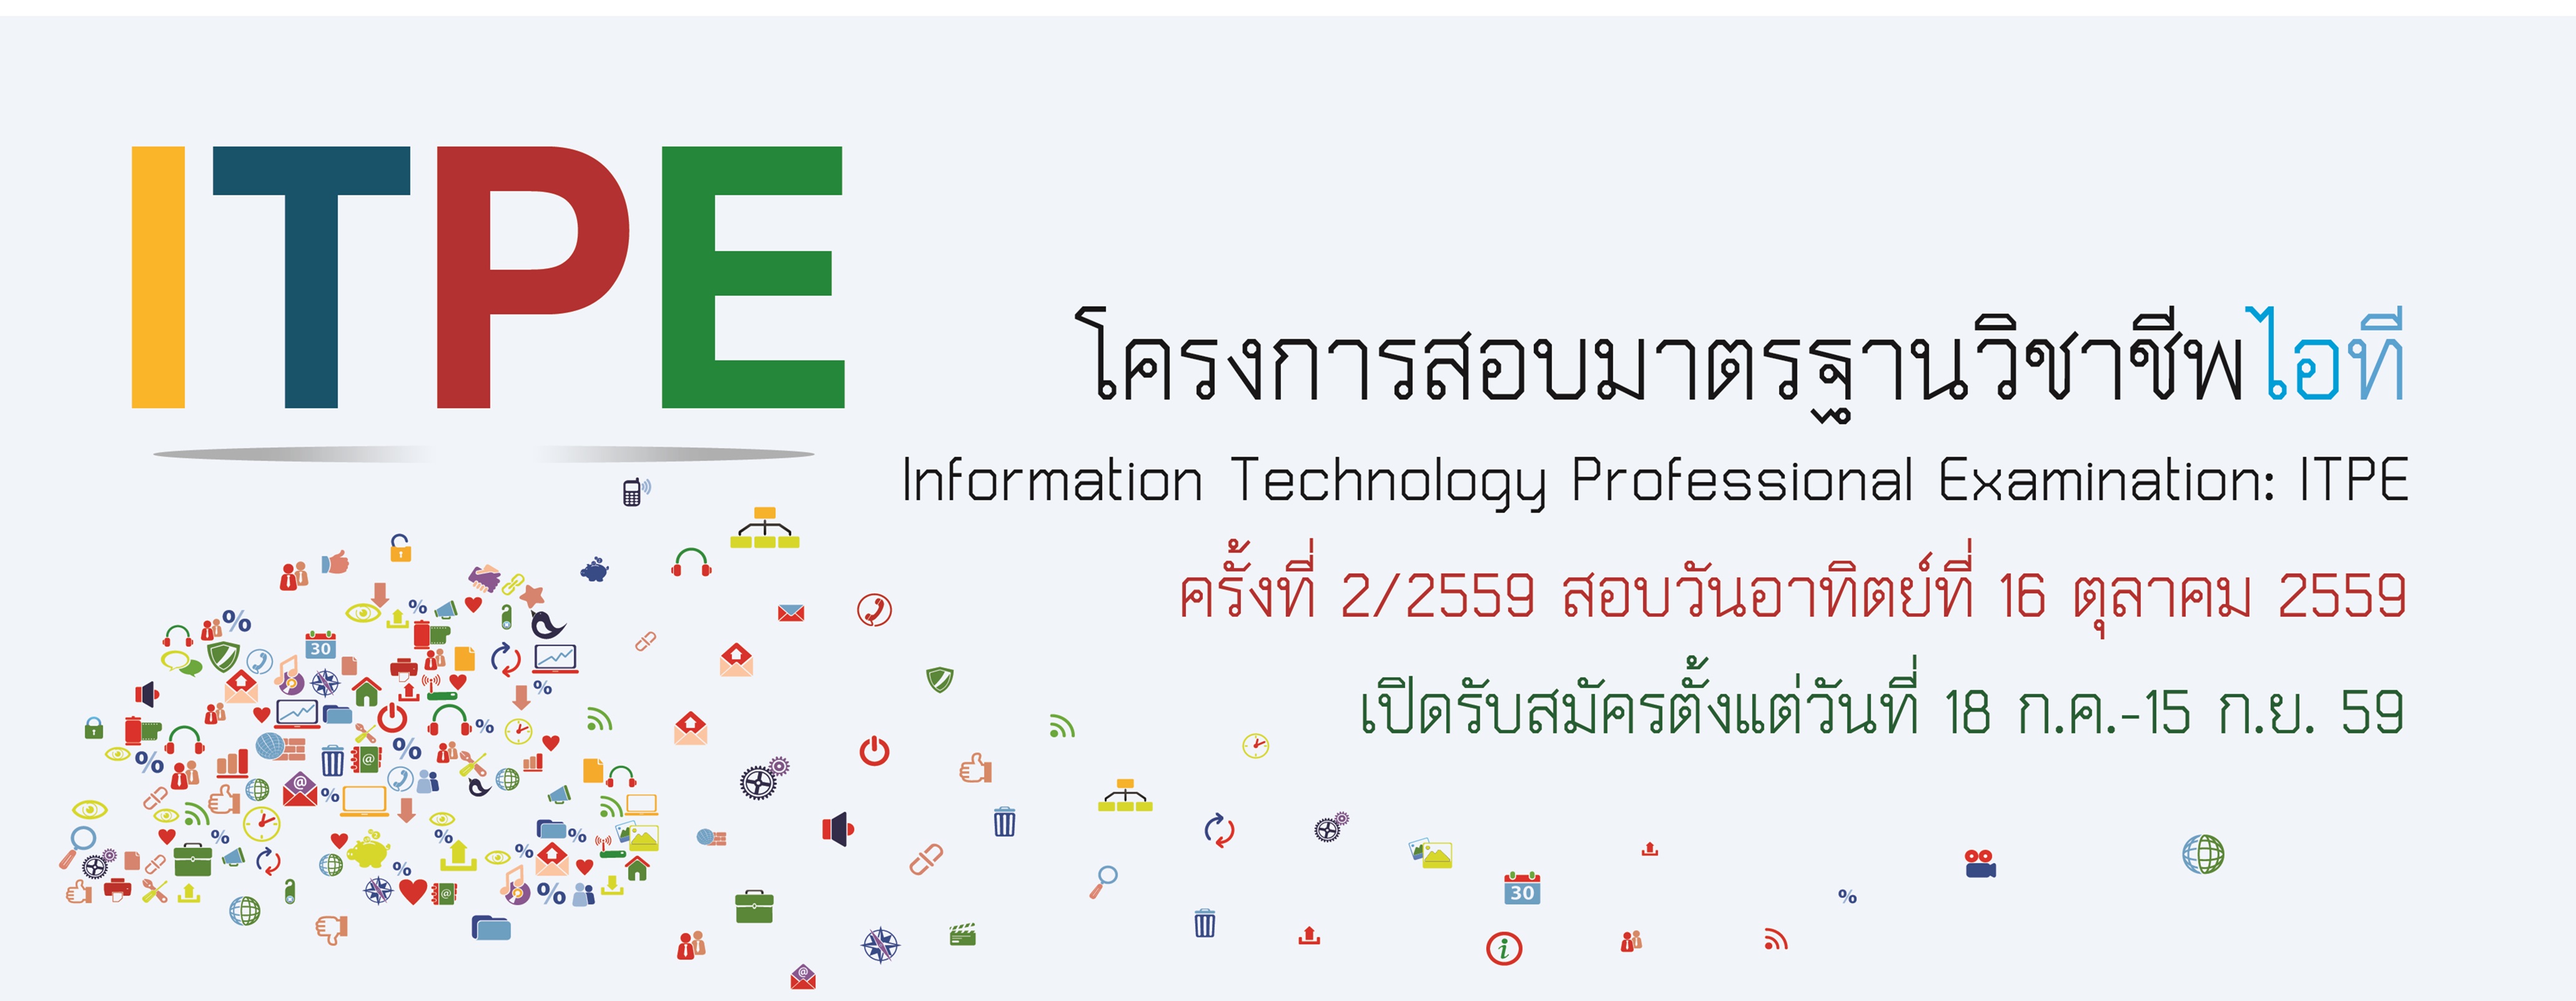 ITPE
โครงการสอบมาตรฐานวิชาชีพไอที
Information Technology Professional Examination: ITPE
ครั้งที่ 2/2559 สอบวันอาทิตย์ที่ 16 ตุลาคม 2559
เปิดรับสมัครตั้งแต่วันที่ 18 ก.ค.-15 ก.ย. 59
30
30